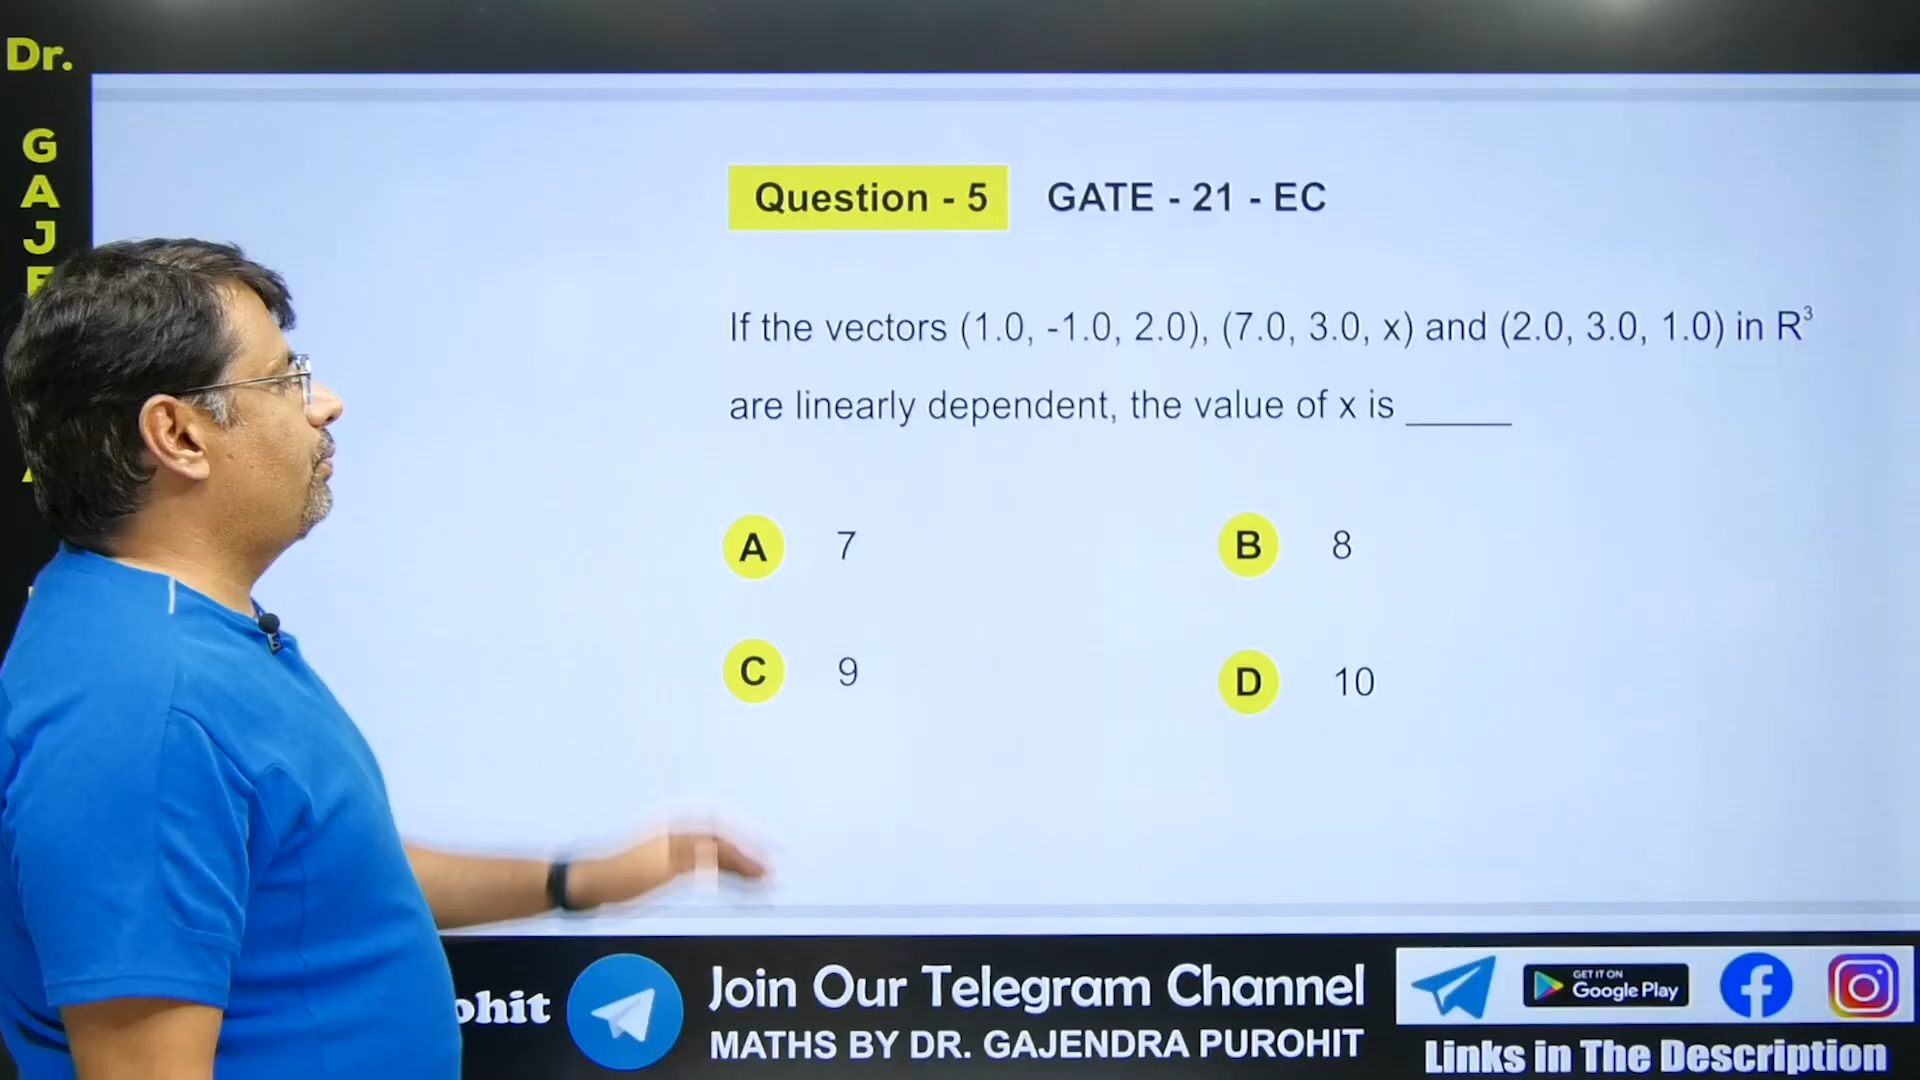 Dr.
G
A
J
Question - 5
GATE - 21 - EC
If the vectors (1.0, -1.0, 2.0), (7.0, 3.0, x) and (2.0, 3.0, 1.0) in R³
are linearly dependent, the value of x is _____
A 7
B 8
C 9
D 10
ohit
Join Our Telegram Channel
MATHS BY DR. GAJENDRA PUROHIT
GET IT ON
Google Play
Links in The Description